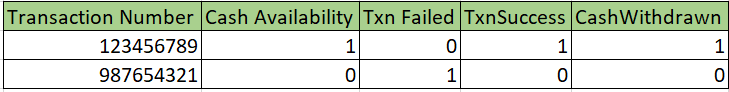 Transaction Number Cash Availability Txn Failed TxnSuccess CashWithdrawn
123456789 1 0 1 1
987654321 0 1 0 0